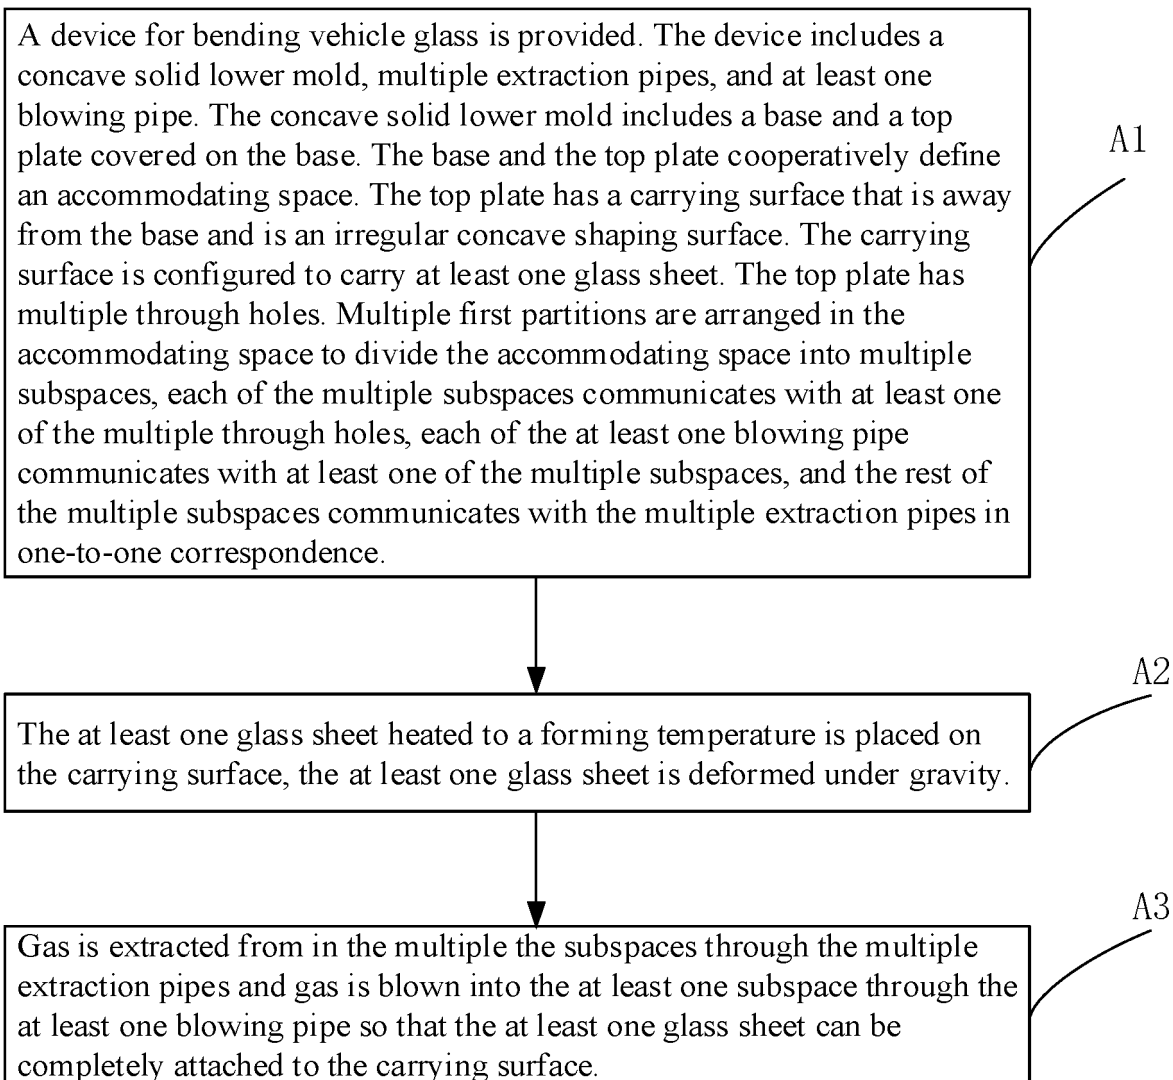 A device for bending vehicle glass is provided. The device includes a
concave solid lower mold, multiple extraction pipes, and at least one
blowing pipe. The concave solid lower mold includes a base and a top
plate covered on the base. The base and the top plate cooperatively define
an accommodating space. The top plate has a carrying surface that is away
from the base and is an irregular concave shaping surface. The carrying
surface is configured to carry at least one glass sheet. The top plate has
multiple through holes. Multiple first partitions are arranged in the
accommodating space to divide the accommodating space into multiple
subspaces, each of the multiple subspaces communicates with at least one
of the multiple through holes, each of the at least one blowing pipe
communicates with at least one of the multiple subspaces, and the rest of
the multiple subspaces communicates with the multiple extraction pipes in
one-to-one correspondence.
A1
The at least one glass sheet heated to a forming temperature is placed on
the carrying surface, the at least one glass sheet is deformed under gravity.
A2
Gas is extracted from in the multiple the subspaces through the multiple
extraction pipes and gas is blown into the at least one subspace through the
at least one blowing pipe so that the at least one glass sheet can be
completely attached to the carrying surface.
A3